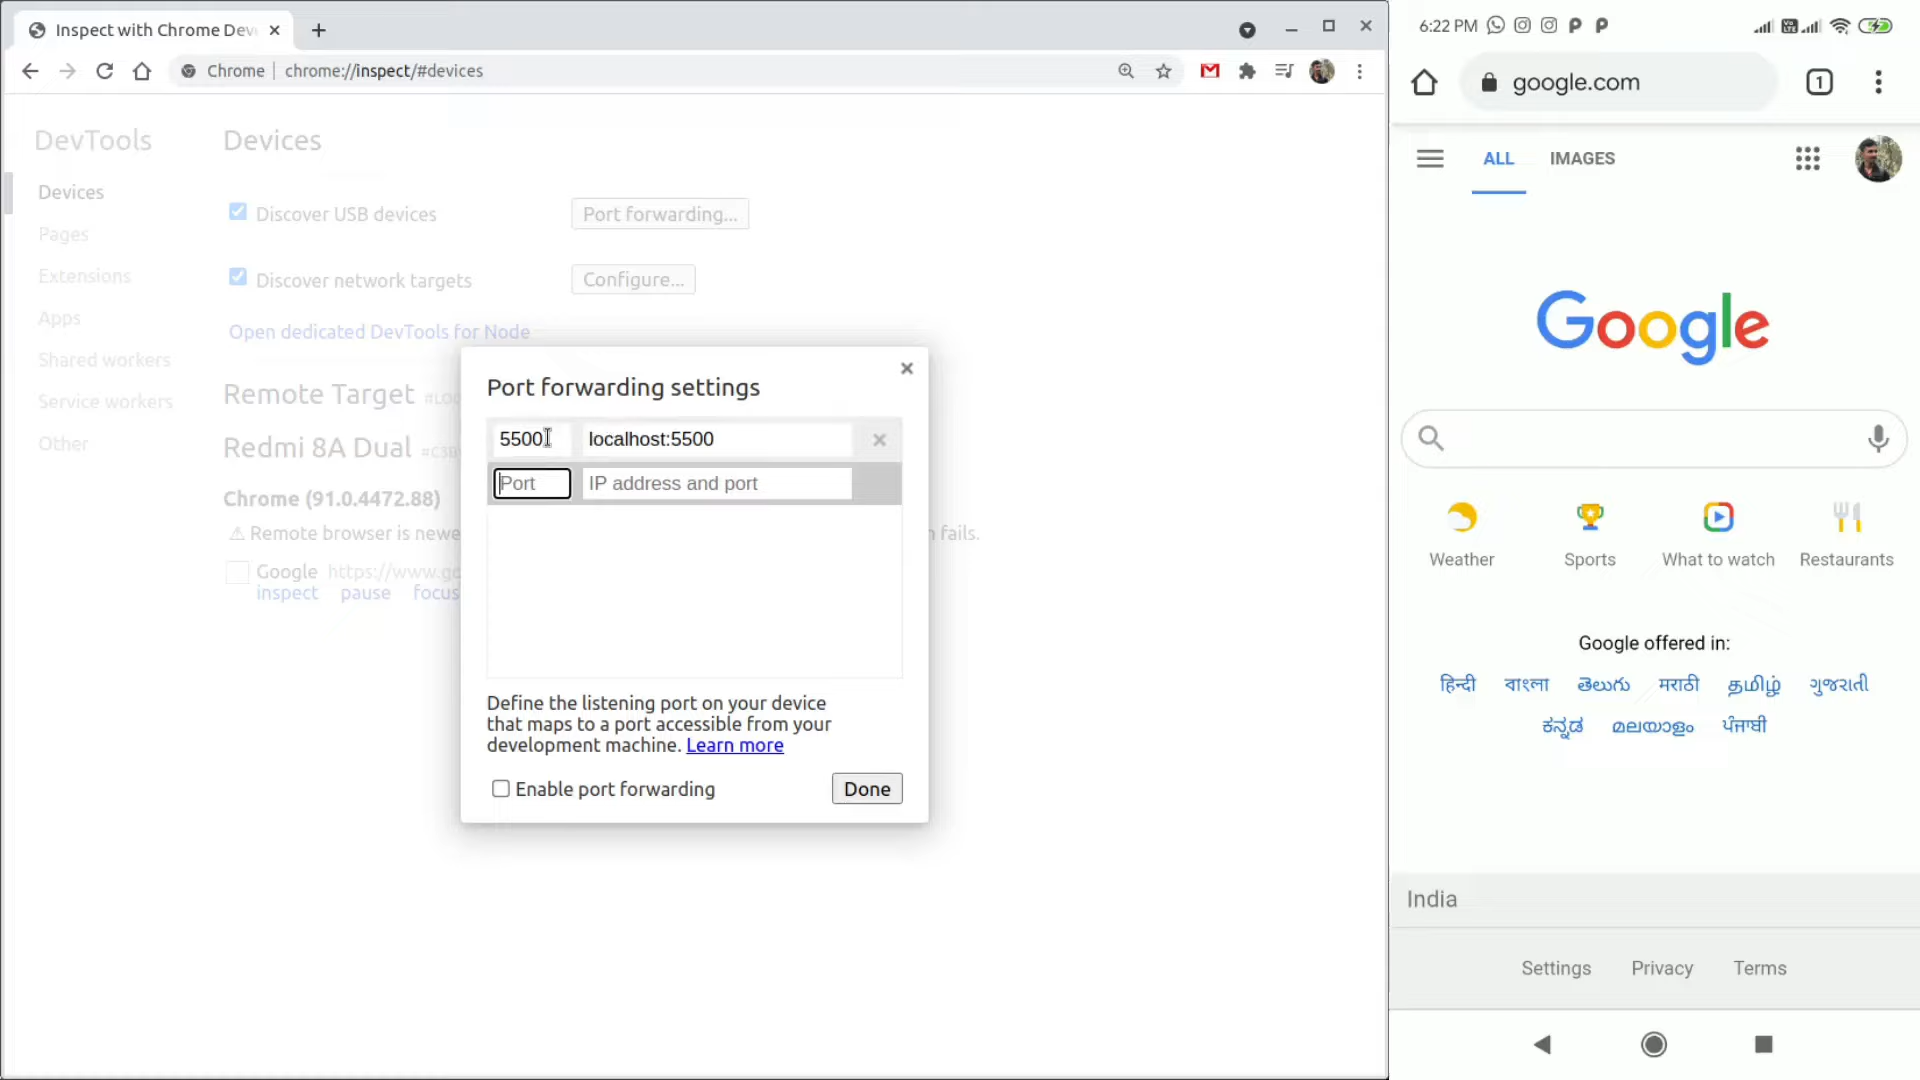 Inspect with Chrome Dev
Chrome
chrome://inspect/#devices
DevTools
Devices
Pages
Extensions
Apps
Shared workers
Service workers
Other
Devices
Discover USB devices
Port forwarding...
Discover network targets
Configure...
Open dedicated DevTools for Node
Remote Target
Redmi 8A Dual
Chrome (91.0.4472.88)
Remote browser is newe
n fails.
Google https://www.go
inspect pause focus
Port forwarding settings
5500 localhost:5500
Port IP address and port
Define the listening port on your device
that maps to a port accessible from your
development machine. Learn more
Enable port forwarding
Done
6:22 PM
google.com
1
ALL IMAGES
Google
Weather Sports What to watch Restaurants
Google offered in:
हिन्दी বাংলা తెలుగు मराठी தமிழ் ગુજરાતી
ಕನ್ನಡ മലയാളം ਪੰਜਾਬੀ
India
Settings Privacy Terms